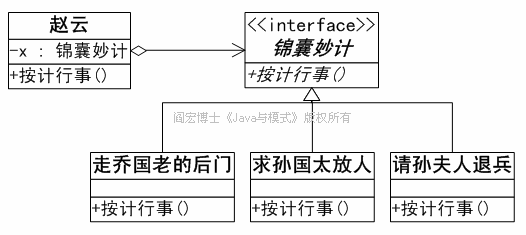 赵云
-x : 锦囊妙计
+按计行事()
<<interface>>
锦囊妙计
+按计行事()
阎宏博士《Java与模式》版权所有
走乔国老的后门
+按计行事()
求孙国太放人
+按计行事()
请孙夫人退兵
+按计行事()